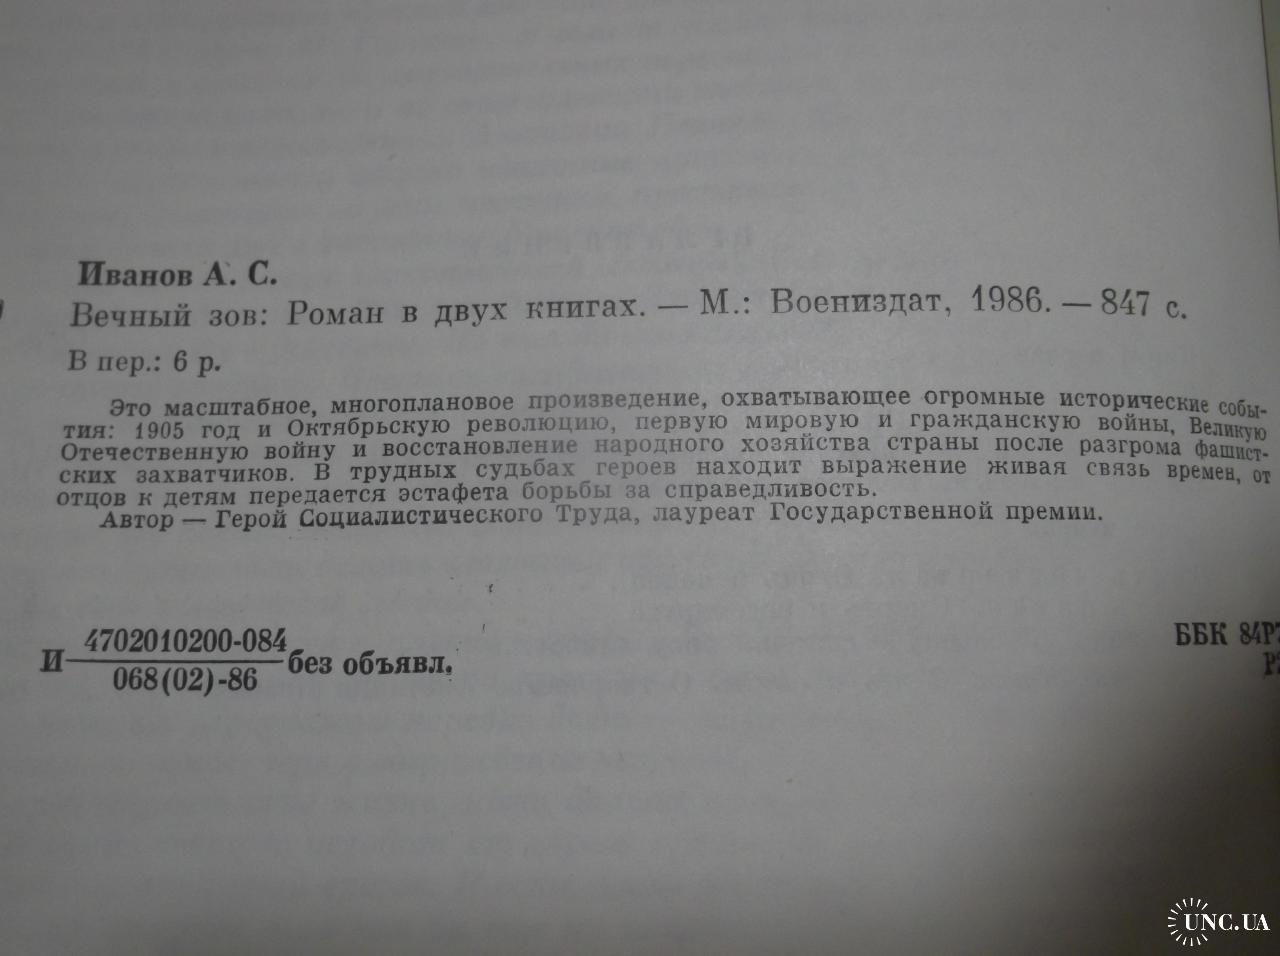 Иванов А. С.
Вечный зов: Роман в двух книгах. — М.: Воениздат, 1986. — 847 с.
В пер.: 6 р.
Это масштабное, многоплановое произведение, охватывающее огромные исторические собы-
тия: 1905 год и Октябрьскую революцию, первую мировую и гражданскую войны, Великую
Отечественную войну и восстановление народного хозяйства страны после разгрома фашист-
ских захватчиков. В трудных судьбах героев находит выражение живая связь времен, от
отцов к детям передается эстафета борьбы за справедливость.
Автор — Герой Социалистического Труда, лауреат Государственной премии.
4702010200-084
И
без объявл.
068(02)-86
ББК 84Р7
UNC.UA